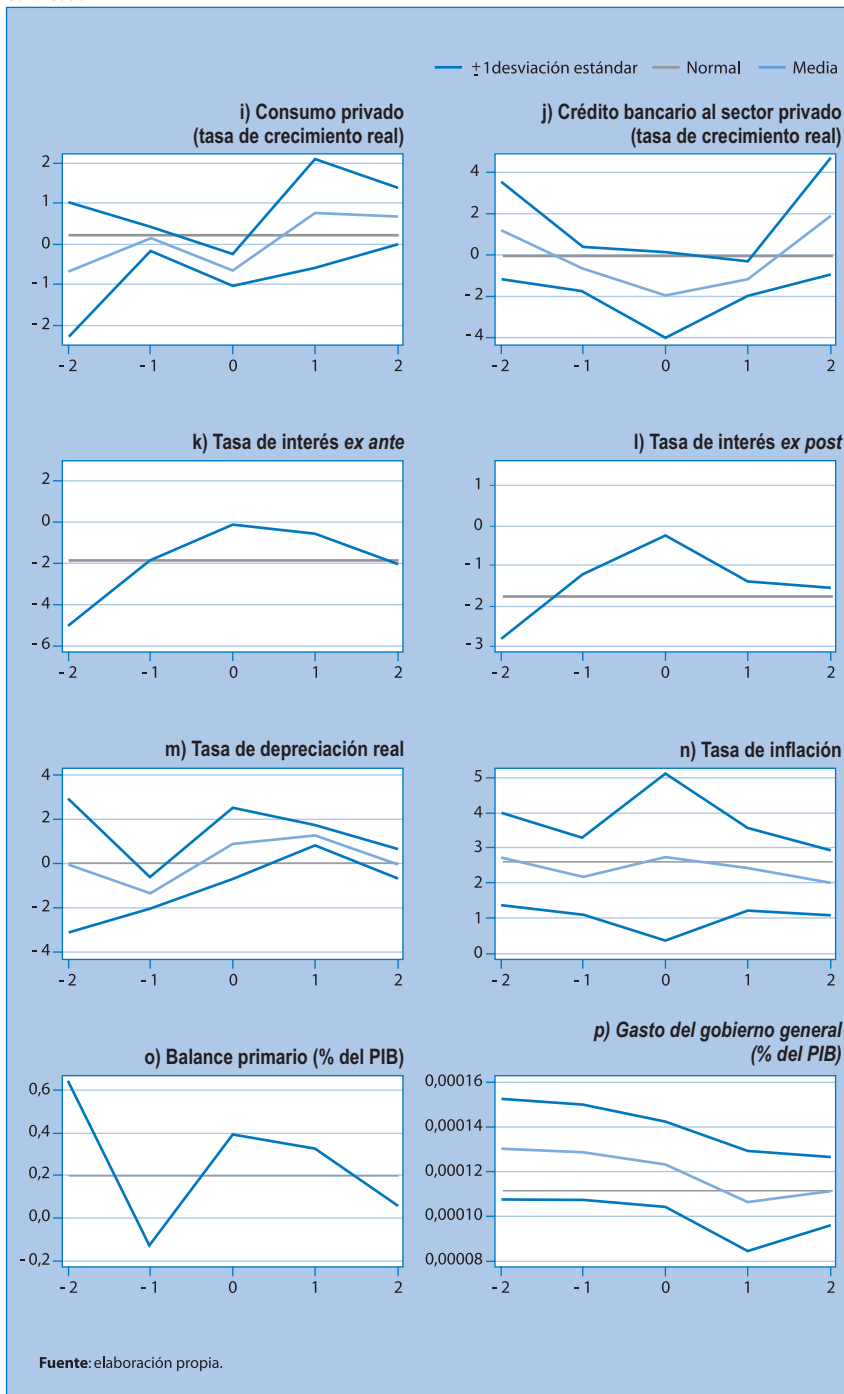 ± 1desviación estándar Normal Media
i) Consumo privado
(tasa de crecimiento real)
2
1
0
- 1
- 2
- 2 - 1 0 1 2
j) Crédito bancario al sector privado
(tasa de crecimiento real)
4
2
0
- 2
- 4
- 2 - 1 0 1 2
k) Tasa de interés ex ante
2
0
- 2
- 4
- 6
- 2 - 1 0 1 2
l) Tasa de interés ex post
1
0
- 1
- 2
- 3
- 2 - 1 0 1 2
m) Tasa de depreciación real
4
2
0
- 2
- 4
- 2 - 1 0 1 2
n) Tasa de inflación
5
4
3
2
1
0
- 2 - 1 0 1 2
o) Balance primario (% del PIB)
0,6
0,4
0,2
0,0
- 0,2
- 2 - 1 0 1 2
p) Gasto del gobierno general
(% del PIB)
0,00016
0,00014
0,00012
0,00010
0,00008
- 2 - 1 0 1 2
Fuente: elaboración propia.